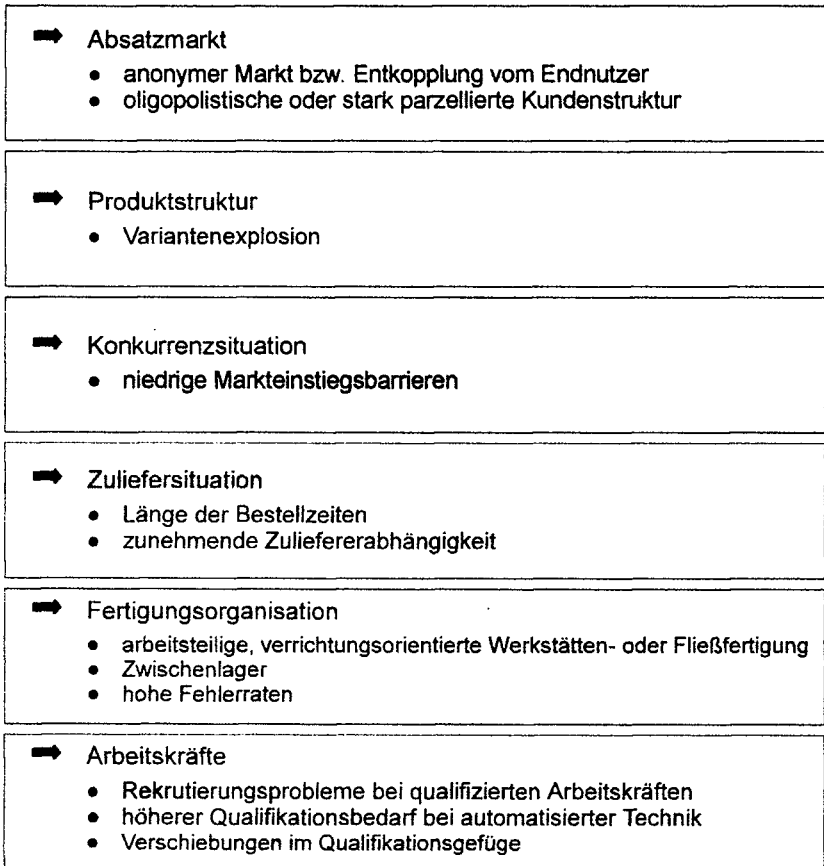 ➡ Absatzmarkt
• anonymer Markt bzw. Entkopplung vom Endnutzer
• oligopolistische oder stark parzellierte Kundenstruktur
➡ Produktstruktur
• Variantenexplosion
➡ Konkurrenzsituation
• niedrige Markteinstiegsbarrieren
➡ Zuliefersituation
• Länge der Bestellzeiten
• zunehmende Zuliefererabhängigkeit
➡ Fertigungsorganisation
• arbeitsteilige, verrichtungsorientierte Werkstätten- oder Fließfertigung
• Zwischenlager
• hohe Fehlerraten
➡ Arbeitskräfte
• Rekrutierungsprobleme bei qualifizierten Arbeitskräften
• höherer Qualifikationsbedarf bei automatisierter Technik
• Verschiebungen im Qualifikationsgefüge